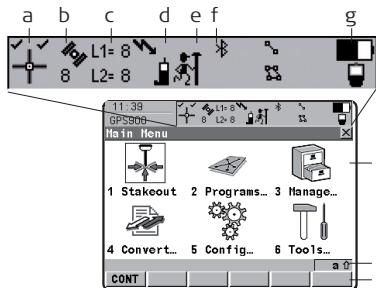 a b c d e f g
L1= 8
8 L2= 8
11:39 L1= 8
GPS900 8 L2= 8
Main Menu
1 Stakeout 2 Programs… 3 Manage…
4 Convert… 5 Config… 6 Tools…
a
CONT